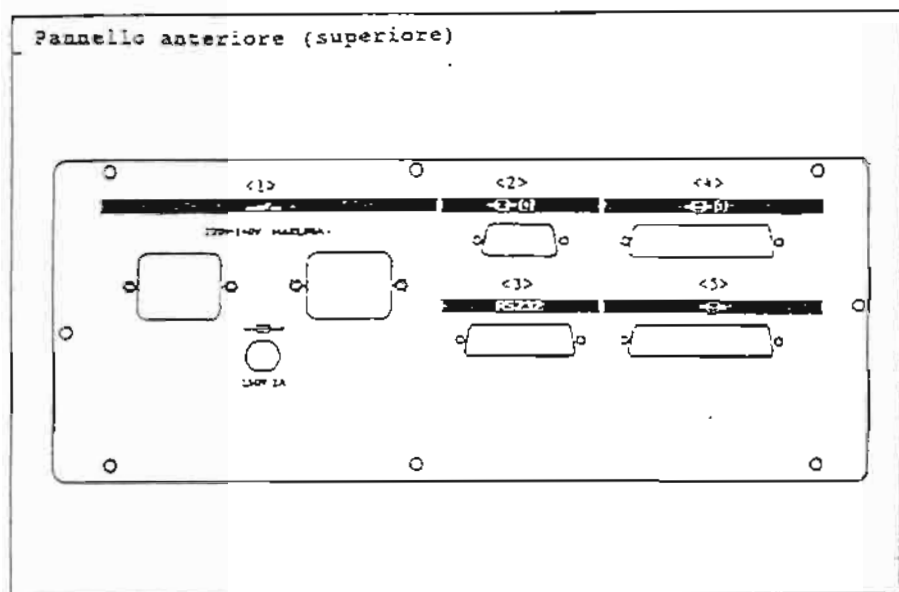 Pannello anteriore (superiore)
<1>
<2>
<4>
<3>
<5>
RS232